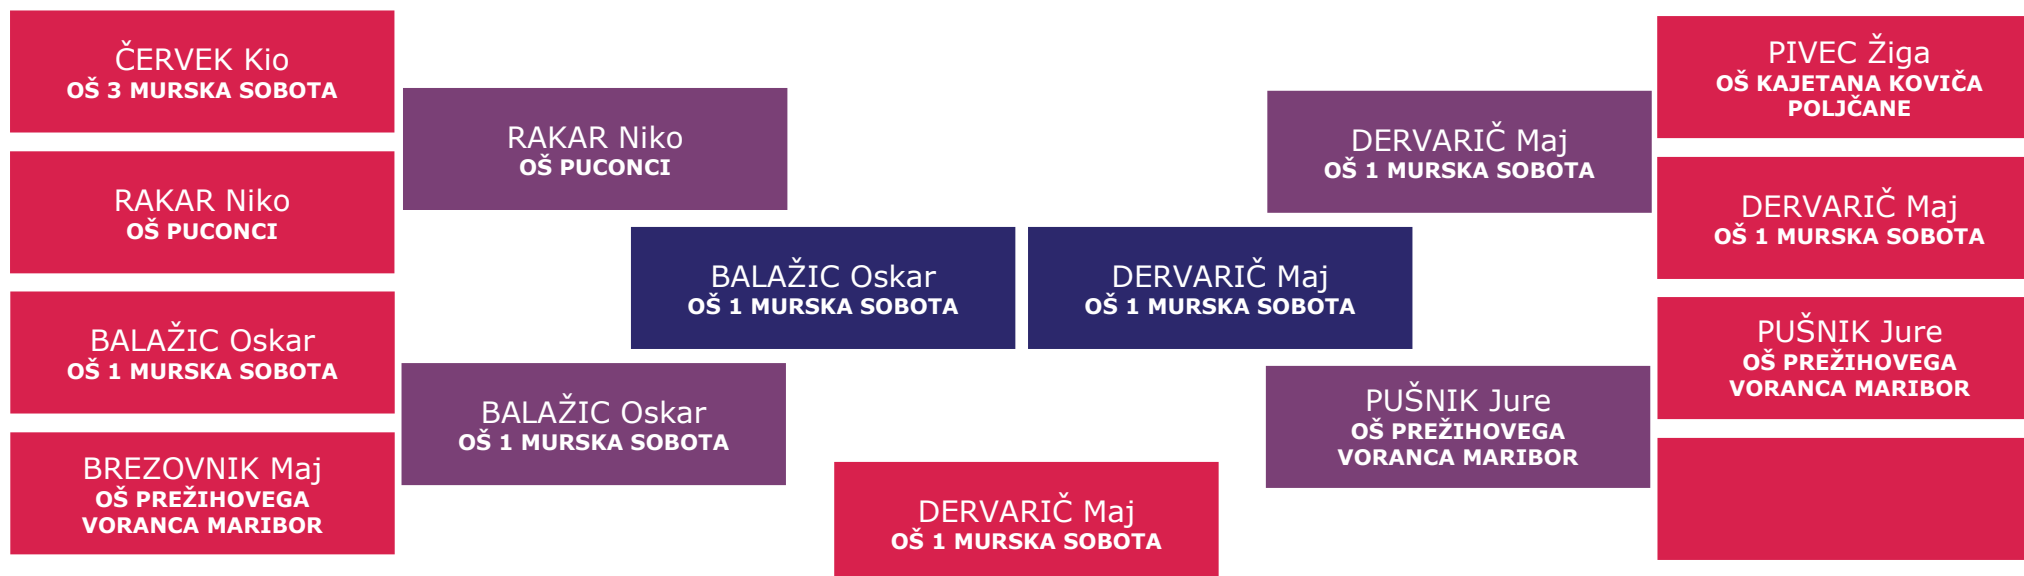 ČERVEK Kio
OŠ 3 MURSKA SOBOTA
RAKAR Niko
OŠ PUCONCI
BALAŽIC Oskar
OŠ 1 MURSKA SOBOTA
BREZOVNIK Maj
OŠ PREŽIHOVEGA
VORANCA MARIBOR
RAKAR Niko
OŠ PUCONCI
BALAŽIC Oskar
OŠ 1 MURSKA SOBOTA
BALAŽIC Oskar
OŠ 1 MURSKA SOBOTA
DERVARIČ Maj
OŠ 1 MURSKA SOBOTA
DERVARIČ Maj
OŠ 1 MURSKA SOBOTA
DERVARIČ Maj
OŠ 1 MURSKA SOBOTA
PUŠNIK Jure
OŠ PREŽIHOVEGA
VORANCA MARIBOR
PIVEC Žiga
OŠ KAJETANA KOVIČA
POLJČANE
DERVARIČ Maj
OŠ 1 MURSKA SOBOTA
PUŠNIK Jure
OŠ PREŽIHOVEGA
VORANCA MARIBOR